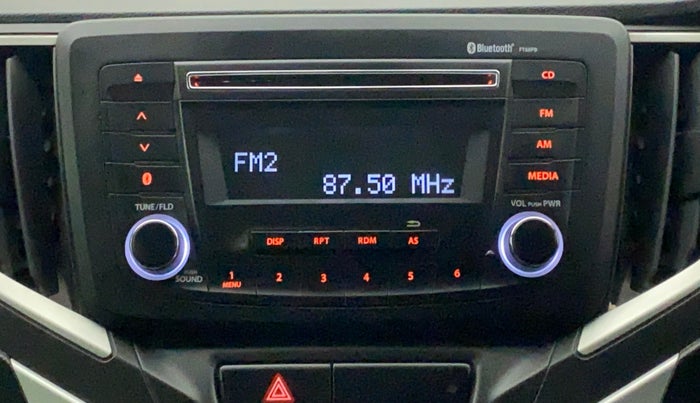 Bluetooth
CD
FM
AM
MEDIA
FM2
87.50 MHz
TUNE/FLD
VOL PUSH PWR
DISP RPT RDM AS
PUSH
SOUND
1 2 3 4 5 6
MENU